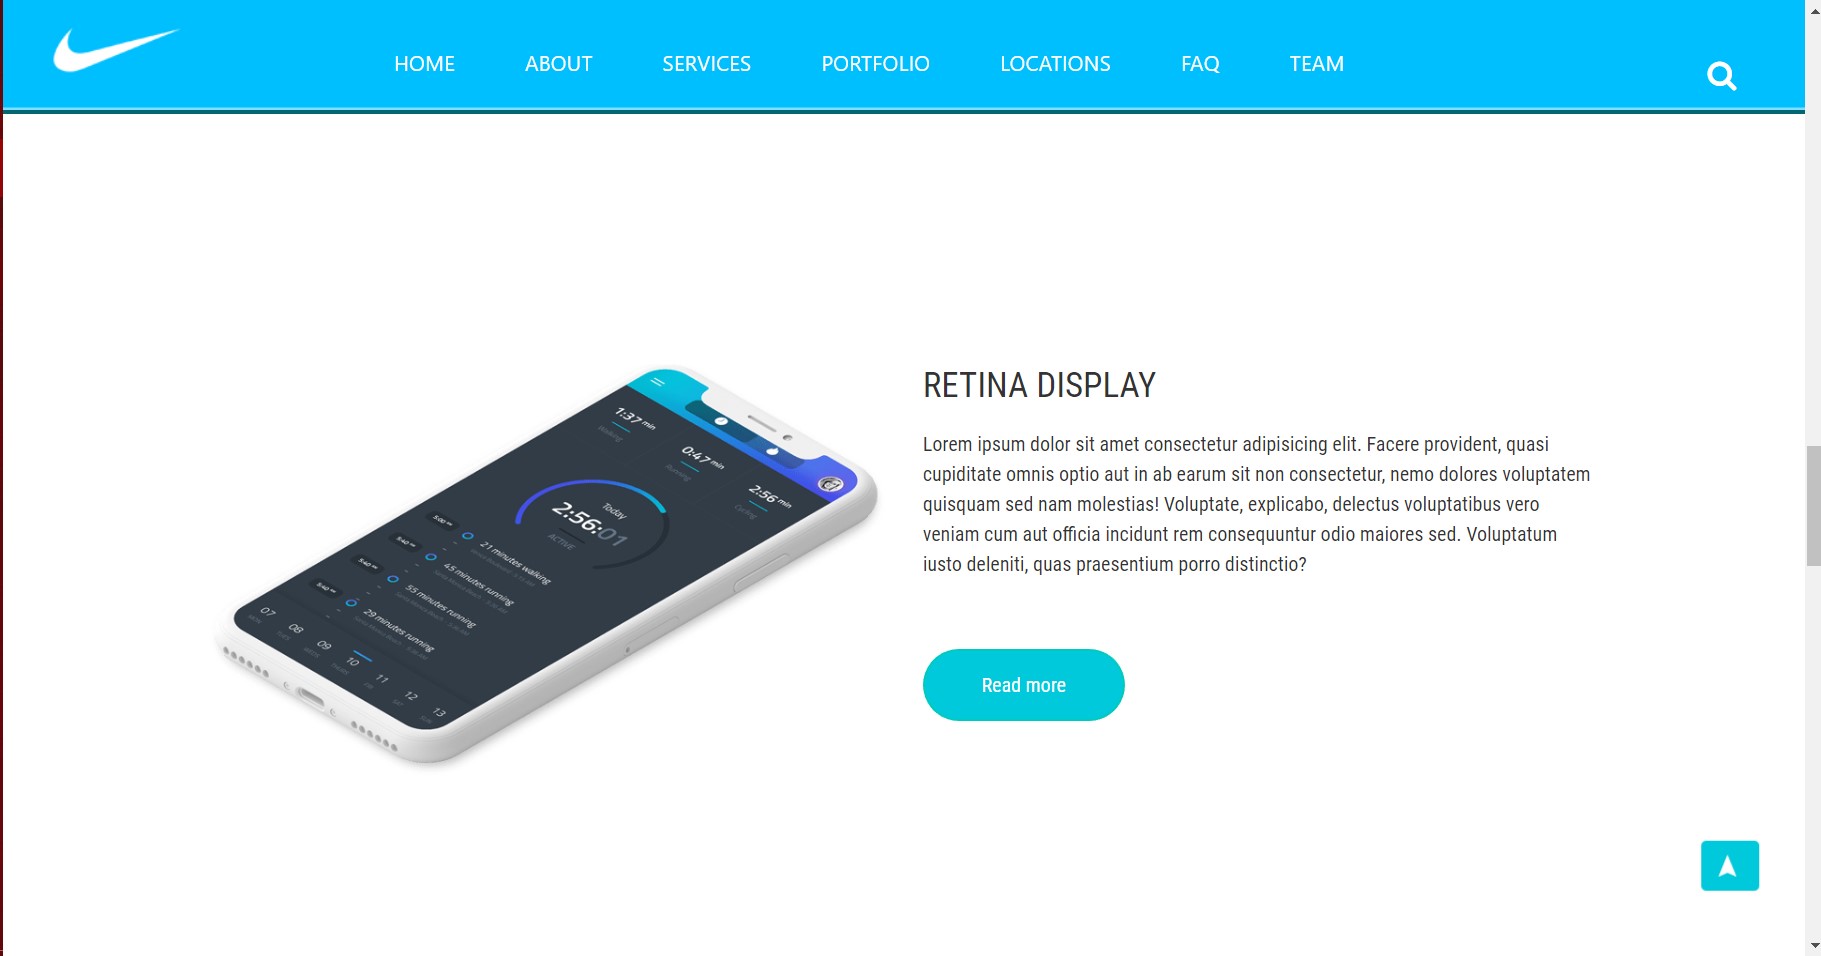 HOME ABOUT SERVICES PORTFOLIO LOCATIONS FAQ TEAM
1:37 min
Walking
0:47 min
Running
2:56 min
Cycling
Today
2:56:01
ACTIVE
21 minutes walking
45 minutes running
55 minutes running
29 minutes running
07 08 09 10 11 12 13
RETINA DISPLAY
Lorem ipsum dolor sit amet consectetur adipisicing elit. Facere provident, quasi
cupiditate omnis optio aut in ab earum sit non consectetur, nemo dolores voluptatem
quisquam sed nam molestias! Voluptate, explicabo, delectus voluptatibus vero
veniam cum aut officia incidunt rem consequuntur odio maiores sed. Voluptatum
iusto deleniti, quas praesentium porro distinctio?
Read more